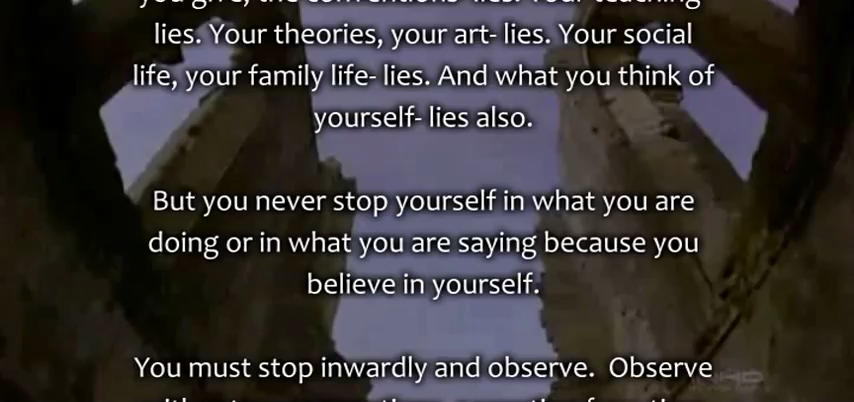 you give, the conventions- lies. Your teaching
lies. Your theories, your art- lies. Your social
life, your family life- lies. And what you think of
yourself- lies also.
But you never stop yourself in what you are
doing or in what you are saying because you
believe in yourself.
You must stop inwardly and observe.  Observe